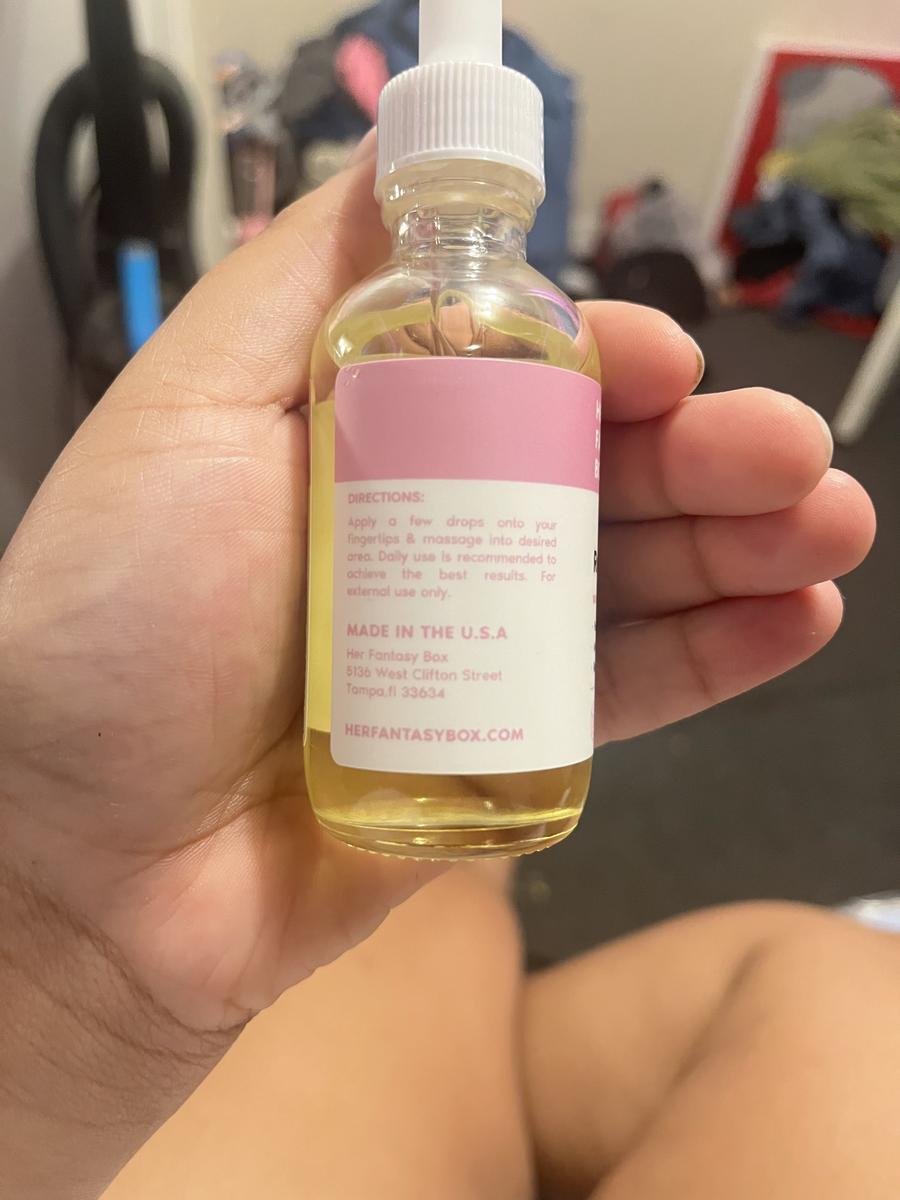 DIRECTIONS:
Apply a few drops onto your
fingertips & massage into desired
area. Daily use is recommended to
achieve the best results. For
external use only.
MADE IN THE U.S.A
Her Fantasy Box
5136 West Clifton Street
Tampa,fl 33634
HERFANTASYBOX.COM